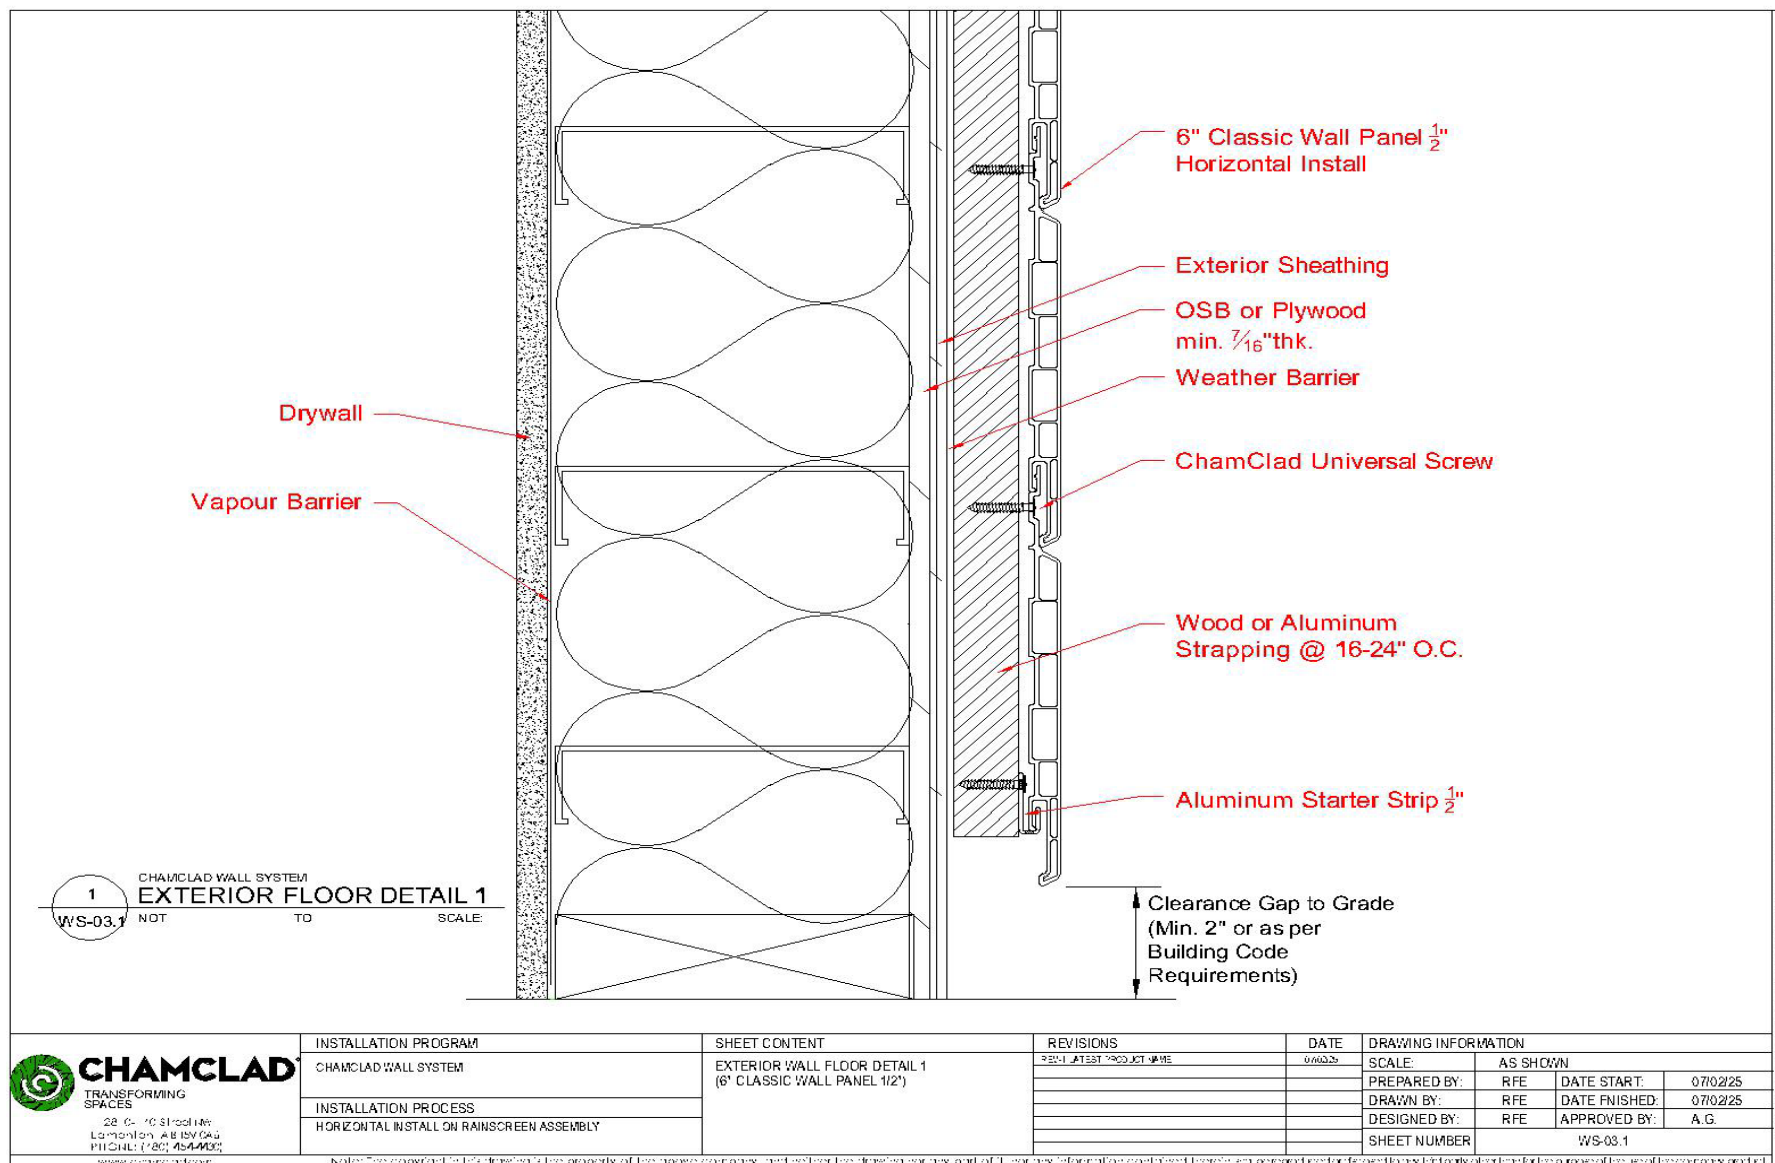 6" Classic Wall Panel 1/2"
Horizontal Install
Exterior Sheathing
OSB or Plywood
min. 7/16"thk.
Weather Barrier
Drywall
ChamClad Universal Screw
Vapour Barrier
Wood or Aluminum
Strapping @ 16-24" O.C.
Aluminum Starter Strip 1/2"
1
WS-03.1
CHAMCLAD WALL SYSTEM
EXTERIOR FLOOR DETAIL 1
NOT TO SCALE:
Clearance Gap to Grade
(Min. 2" or as per
Building Code
Requirements)
CHAMCLAD
TRANSFORMING
SPACES
INSTALLATION PROGRAM
CHAMCLAD WALL SYSTEM
INSTALLATION PROCESS
HORIZONTAL INSTALL ON RAINSCREEN ASSEMBLY
SHEET CONTENT
EXTERIOR WALL FLOOR DETAIL 1
(6" CLASSIC WALL PANEL 1/2")
REVISIONS DATE
LATEST PRODUCT NAME
DRAWING INFORMATION
SCALE: AS SHOWN
PREPARED BY: RFE DATE START: 07/02/25
DRAWN BY: RFE DATE FNISHED: 07/02/25
DESIGNED BY: RFE APPROVED BY: A.G.
SHEET NUMBER WS-03.1